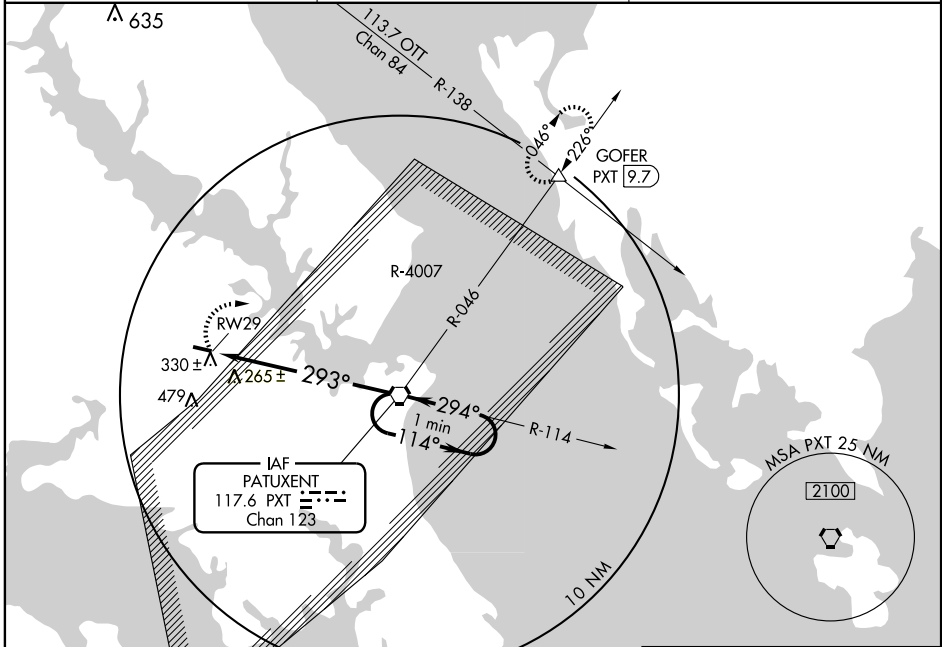 635
113.7 OTT
Chan 84
R-138
046°
226°
GOFER
PXT 9.7
R-4007
R-046
RW29
330 ±
265 ±
479
293°
294°
1 min
114°
R-114
IAF
PATUXENT
117.6 PXT
Chan 123
10 NM
MSA PXT 25 NM
2100